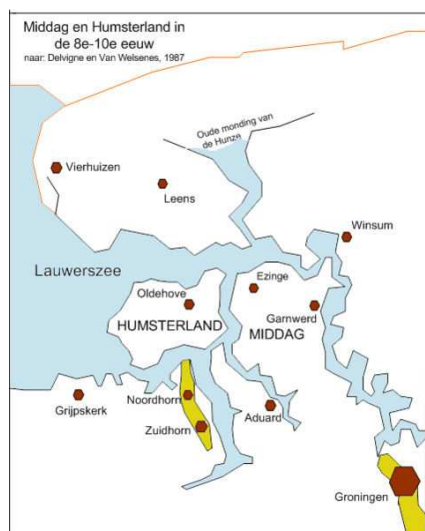 Middag en Humsterland in
de 8e-10e eeuw
naar: Delvigne en Van Welsenes, 1987
Oude monding van
de Hunze
Vierhuizen
Leens
Winsum
Lauwerszee
Ezinge
Oldehove
Garnwerd
HUMSTERLAND
MIDDAG
Noordhorn
Grijpskerk
Aduard
Zuidhorn
Groningen